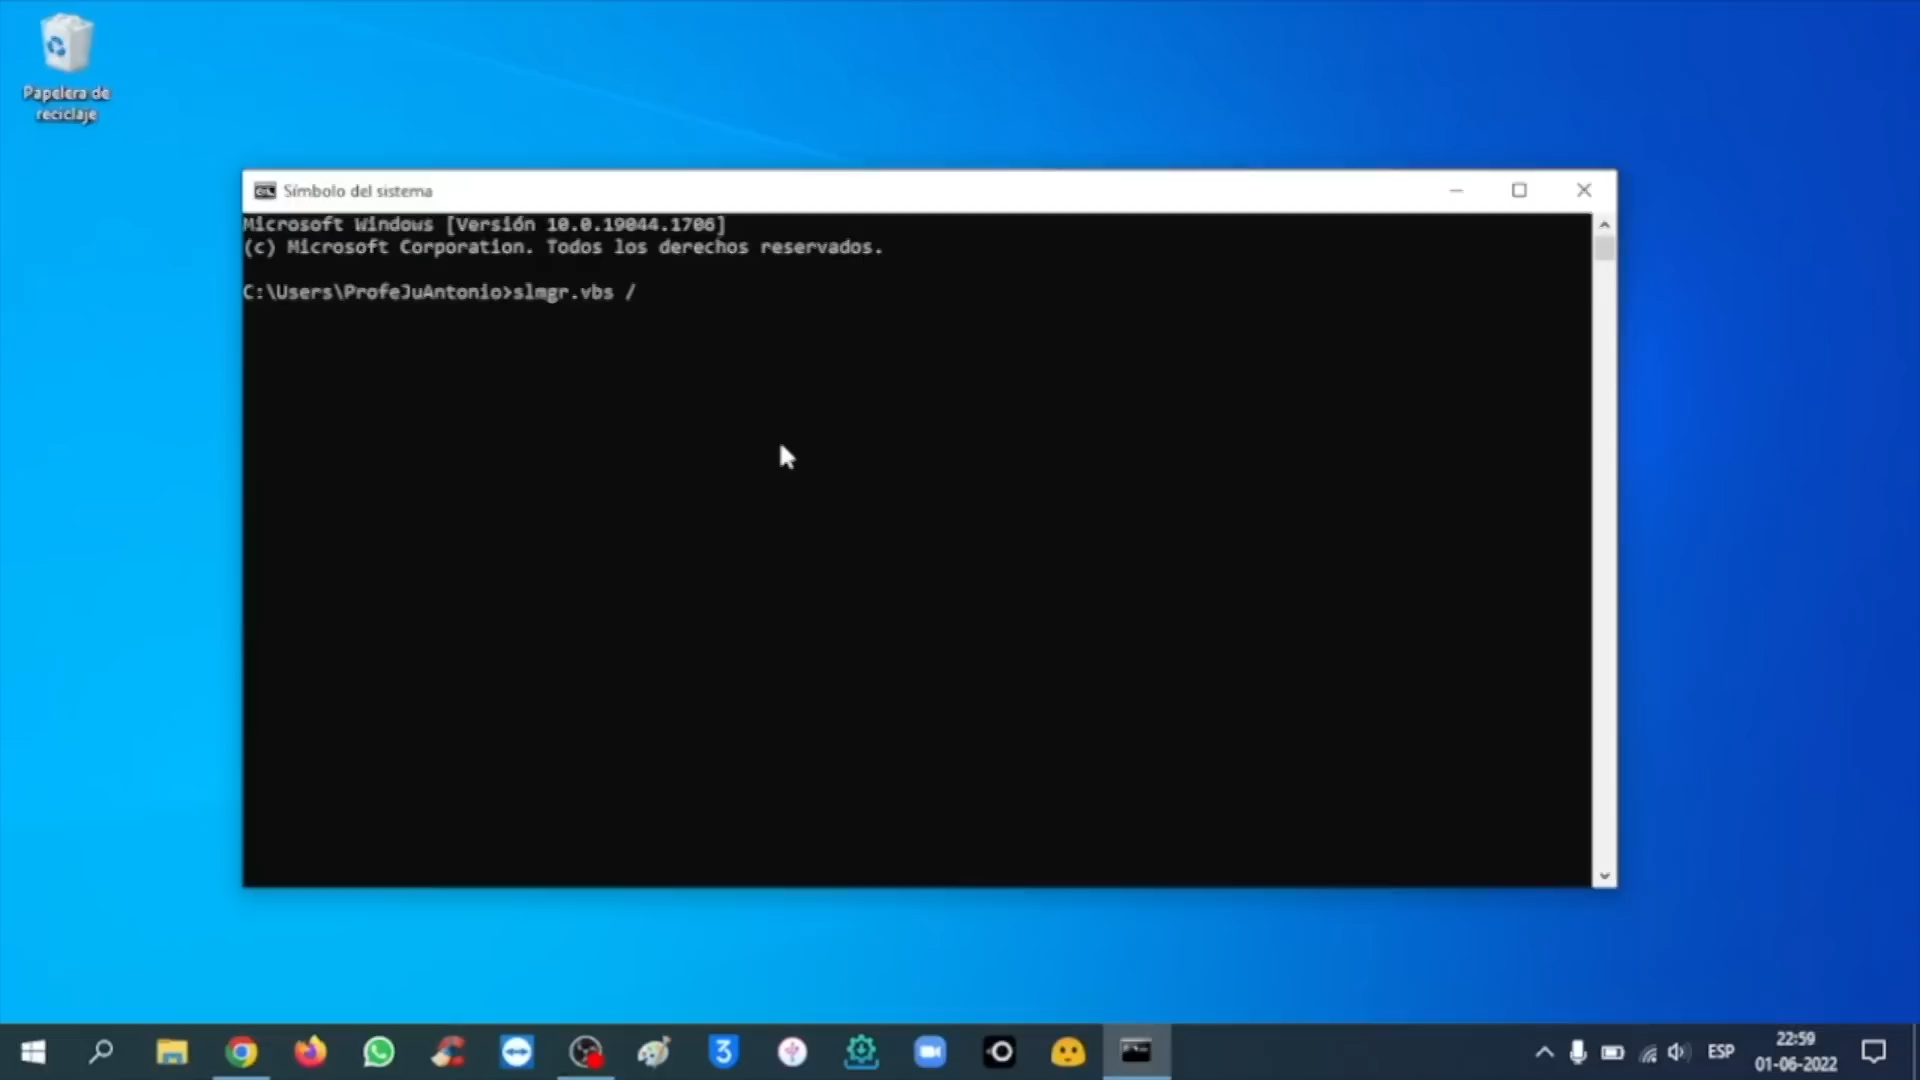 Papelera de
reciclaje
Símbolo del sistema
Microsoft Windows [Versión 10.0.19044.1706]
(c) Microsoft Corporation. Todos los derechos reservados.
C:\Users\ProfeJuAntonio>slmgr.vbs /
3
ESP
22:59
01-06-2022